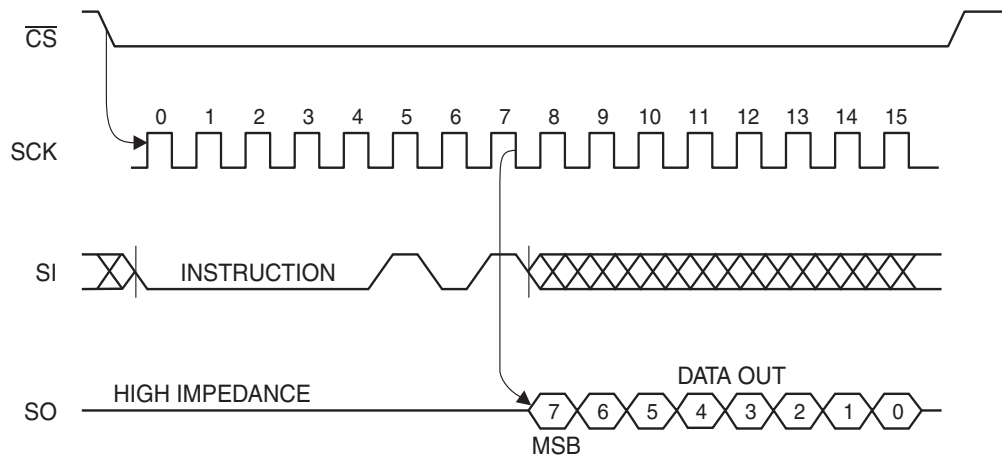 CS
0 1 2 3 4 5 6 7 8 9 10 11 12 13 14 15
SCK
SI INSTRUCTION
DATA OUT
HIGH IMPEDANCE
SO 7 6 5 4 3 2 1 0
MSB